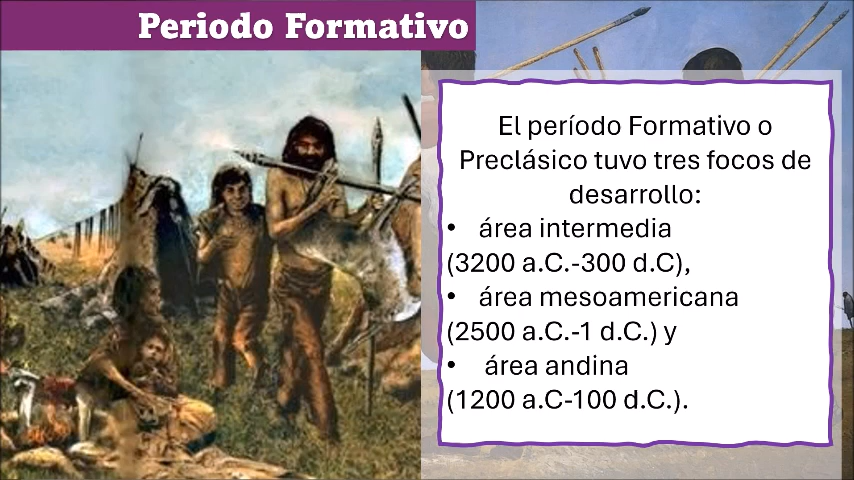 Periodo Formativo
El período Formativo o
Preclásico tuvo tres focos de
desarrollo:
• área intermedia
(3200 a.C.-300 d.C),
• área mesoamericana
(2500 a.C.-1 d.C.) y
• área andina
(1200 a.C-100 d.C.).